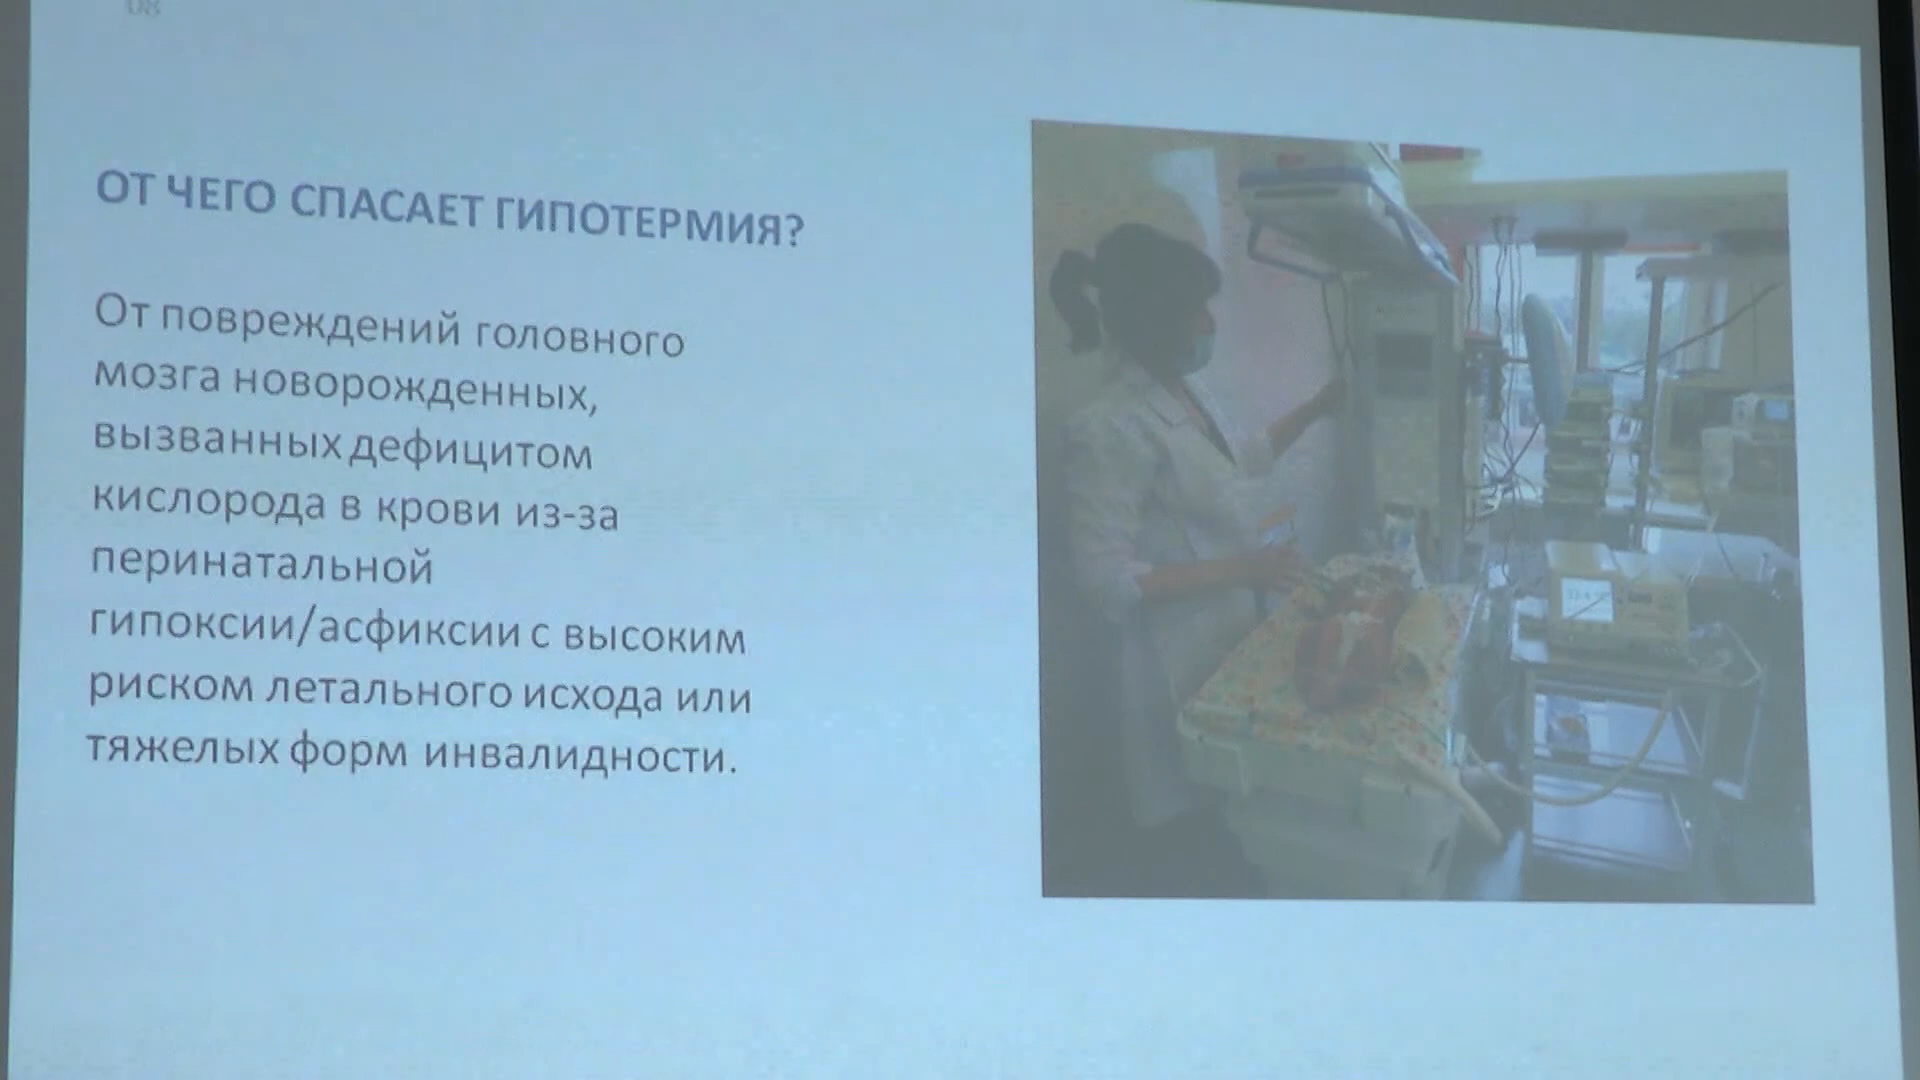 08
ОТ ЧЕГО СПАСАЕТ ГИПОТЕРМИЯ?
От повреждений головного
мозга новорожденных,
вызванных дефицитом
кислорода в крови из-за
перинатальной
гипоксии/асфиксии с высоким
риском летального исхода или
тяжелых форм инвалидности.